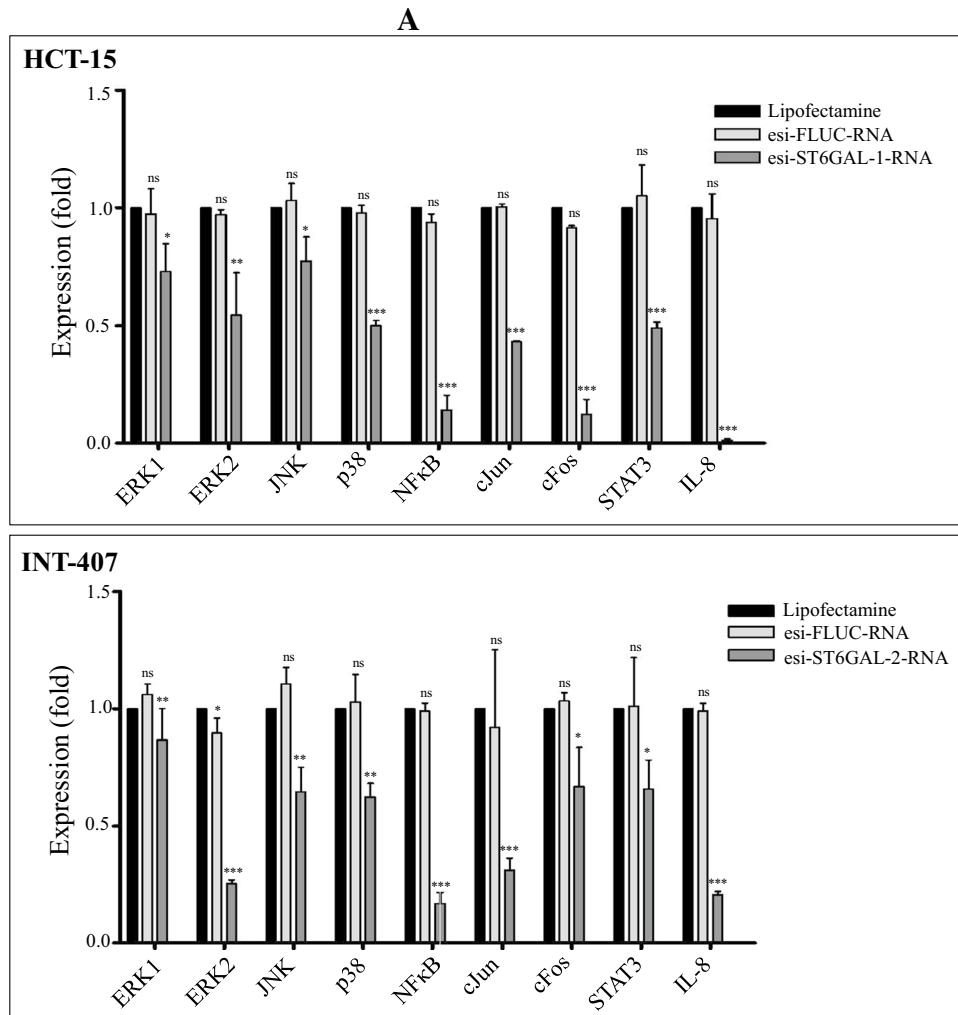 A
HCT-15
Expression (fold)
1.5
1.0
0.5
0.0
Lipofectamine
esi-FLUC-RNA
esi-ST6GAL-1-RNA
ns * ns ** ns * ns *** ns *** ns *** ns *** ns *** ns ***
ERK1 ERK2 JNK p38 NFκB cJun cFos STAT3 IL-8
INT-407
Expression (fold)
1.5
1.0
0.5
0.0
Lipofectamine
esi-FLUC-RNA
esi-ST6GAL-2-RNA
ns ** * *** ns ** ns ** ns *** ns *** ns * ns * ns ***
ERK1 ERK2 JNK p38 NFκB cJun cFos STAT3 IL-8